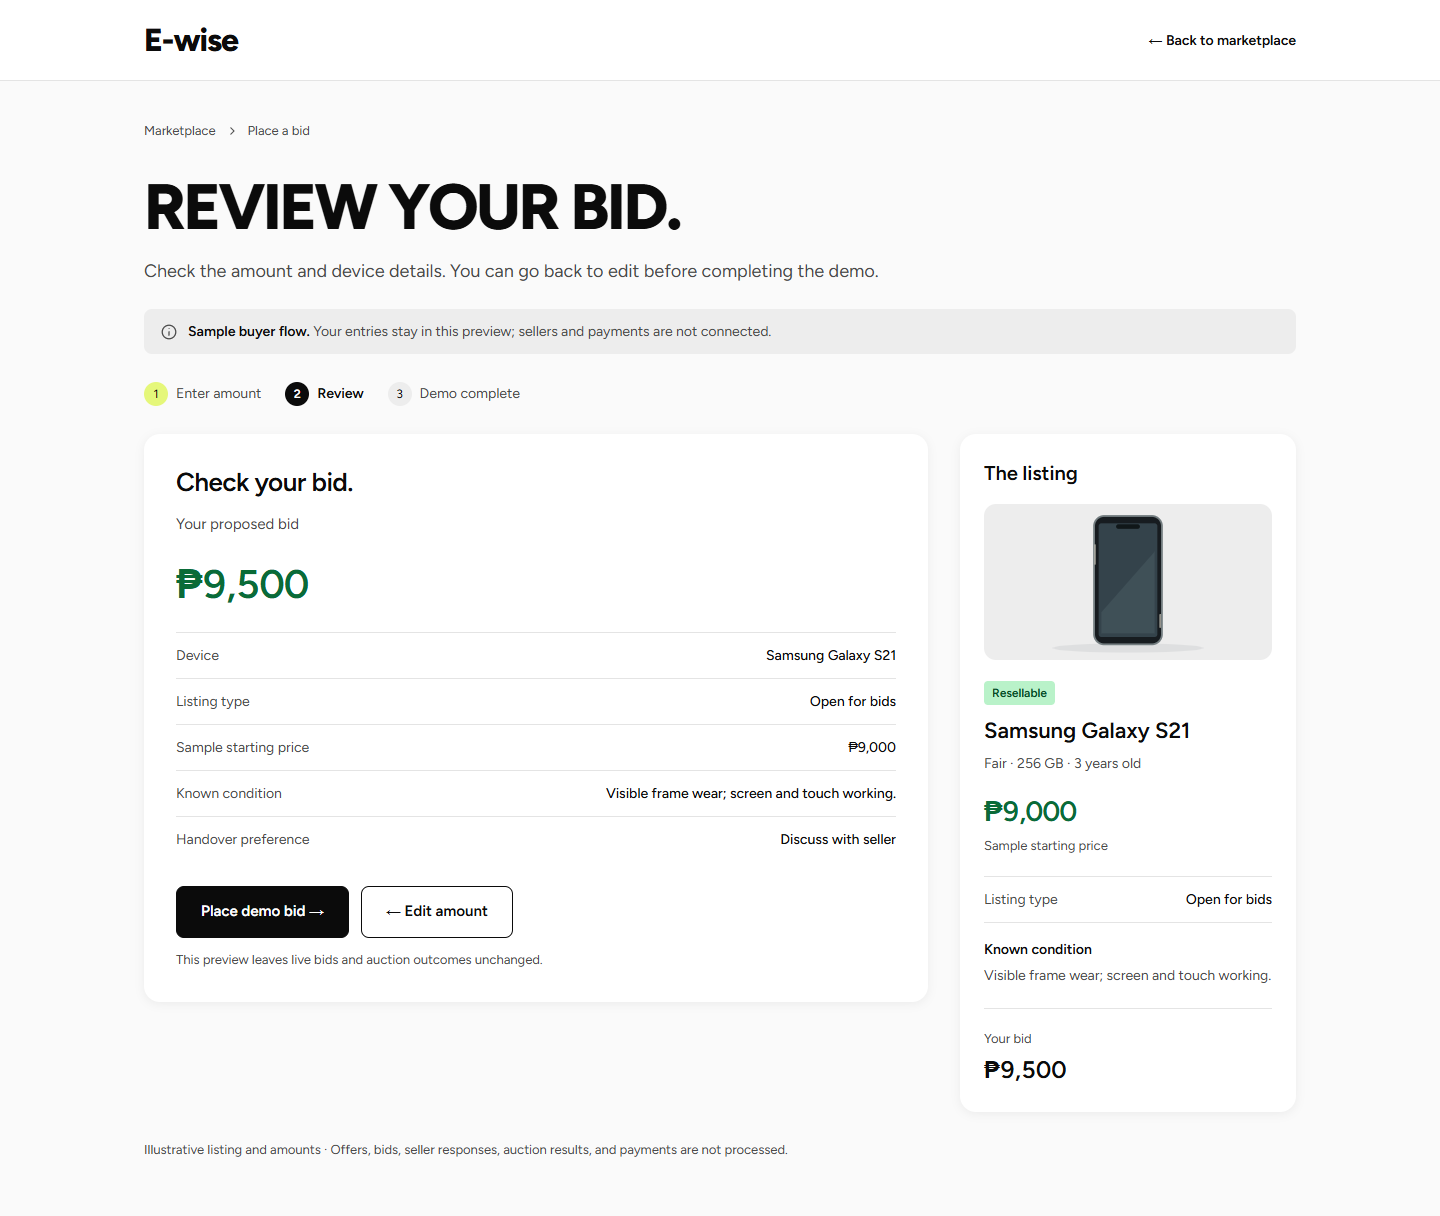 E-wise
← Back to marketplace
Marketplace > Place a bid
REVIEW YOUR BID.
Check the amount and device details. You can go back to edit before completing the demo.
Sample buyer flow. Your entries stay in this preview; sellers and payments are not connected.
1 Enter amount 2 Review 3 Demo complete
Check your bid.
Your proposed bid
₱9,500
Device Samsung Galaxy S21
Listing type Open for bids
Sample starting price ₱9,000
Known condition Visible frame wear; screen and touch working.
Handover preference Discuss with seller
Place demo bid → ← Edit amount
This preview leaves live bids and auction outcomes unchanged.
The listing
Resellable
Samsung Galaxy S21
Fair · 256 GB · 3 years old
₱9,000
Sample starting price
Listing type Open for bids
Known condition
Visible frame wear; screen and touch working.
Your bid
₱9,500
Illustrative listing and amounts · Offers, bids, seller responses, auction results, and payments are not processed.